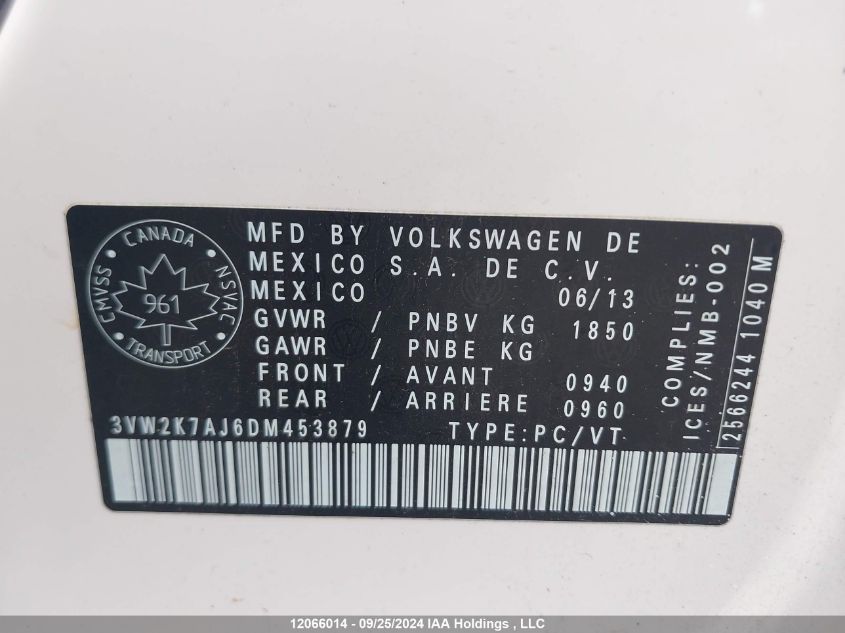 CANADA
CMVSS
NSVAC
961
TRANSPORT
MFD BY VOLKSWAGEN DE
MEXICO S.A. DE C.V.
MEXICO 06/13
GVWR / PNBV KG 1850
GAWR / PNBE KG
FRONT / AVANT 0940
REAR / ARRIERE 0960
3VW2K7AJ6DM453879 TYPE:PC/VT
COMPLIES:
ICES/NMB-002
2566244 1040M
12066014 - 09/25/2024 IAA Holdings , LLC